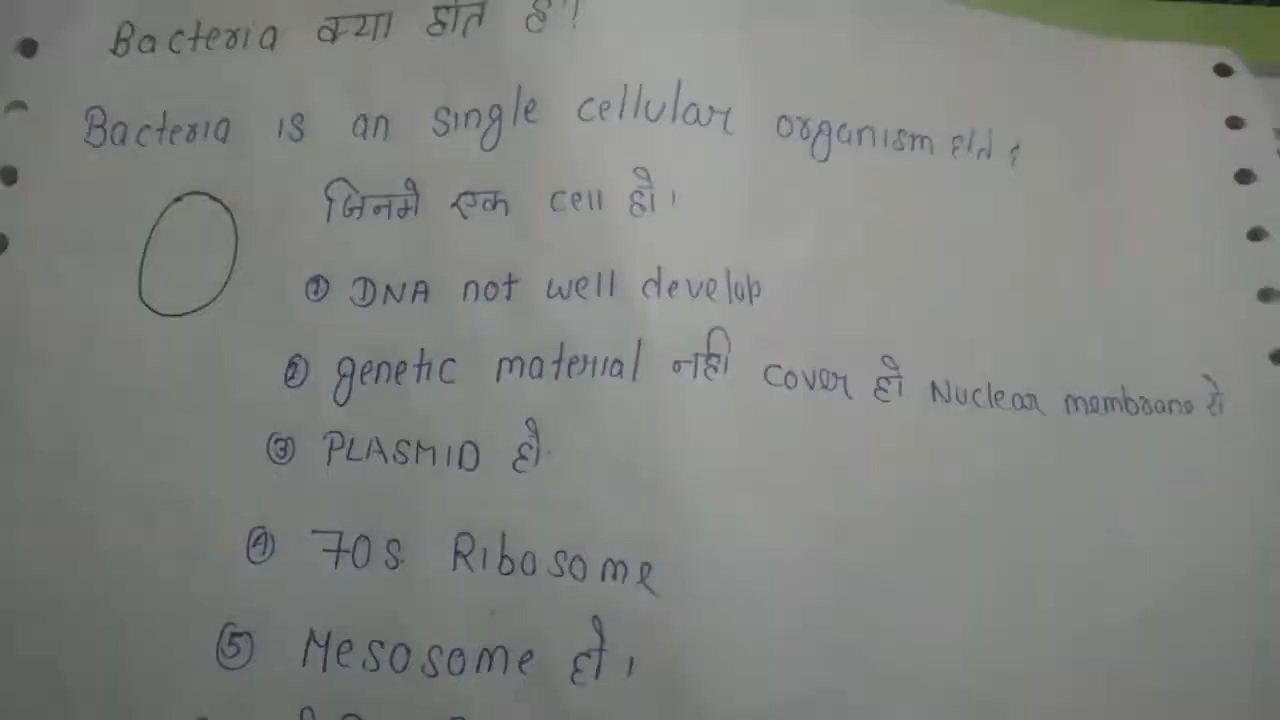 Bacteria क्या होते है?
Bacteria is an single cellular organism होते है
जिनमे एक cell हो।
① DNA not well develop
② genetic material नही cover हो Nuclear membrane से
③ PLASMID हो
④ 70s Ribosome
⑤ Mesosome हो।